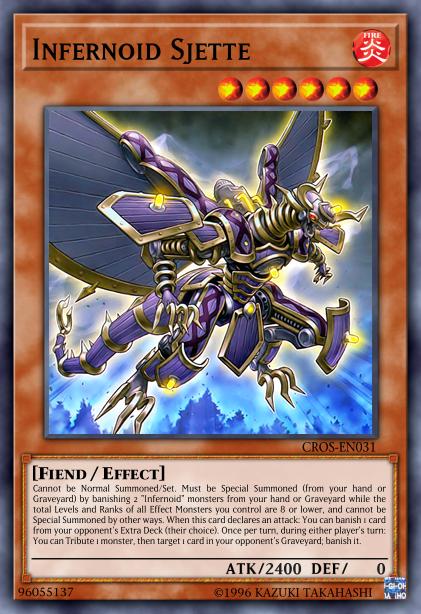 INFERNOID SJETTE
FIRE
炎
CROS-EN031
[FIEND / EFFECT]
Cannot be Normal Summoned/Set. Must be Special Summoned (from your hand or
Graveyard) by banishing 2 "Infernoid" monsters from your hand or Graveyard while the
total Levels and Ranks of all Effect Monsters you control are 8 or lower, and cannot be
Special Summoned by other ways. When this card declares an attack: You can banish 1 card
from your opponent's Extra Deck (their choice). Once per turn, during either player's turn:
You can Tribute 1 monster, then target 1 card in your opponent's Graveyard; banish it.
ATK/2400 DEF/ 0
96055137
©1996 KAZUKI TAKAHASHI